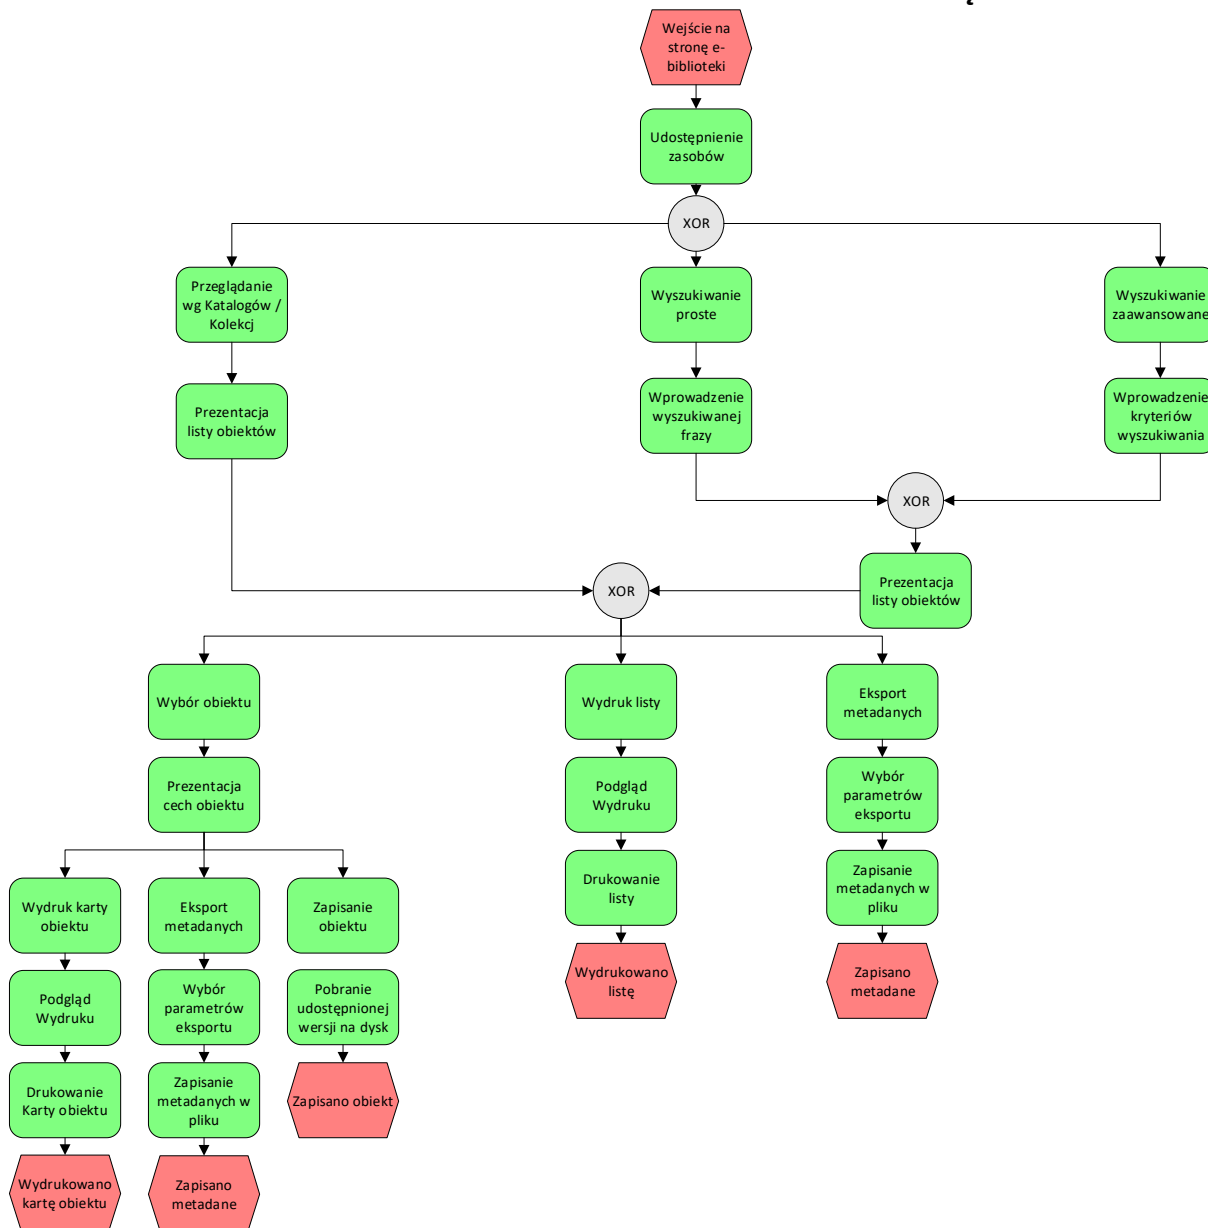 Wejście na
stronę e-
biblioteki
Udostępnienie
zasobów
XOR
Przeglądanie
wg Katalogów /
Kolekcj
Wyszukiwanie
proste
Wyszukiwanie
zaawansowane
Prezentacja
listy obiektów
Wprowadzenie
wyszukiwanej
frazy
Wprowadzenie
kryteriów
wyszukiwania
XOR
Prezentacja
listy obiektów
XOR
Wybór obiektu
Wydruk listy
Eksport
metadanych
Prezentacja
cech obiektu
Podgląd
Wydruku
Wybór
parametrów
eksportu
Wydruk karty
obiektu
Eksport
metadanych
Zapisanie
obiektu
Drukowanie
listy
Zapisanie
metadanych w
pliku
Podgląd
Wydruku
Wybór
parametrów
eksportu
Pobranie
udostępnionej
wersji na dysk
Wydrukowano
listę
Zapisano
metadane
Drukowanie
Karty obiektu
Zapisanie
metadanych w
pliku
Zapisano obiekt
Wydrukowano
kartę obiektu
Zapisano
metadane